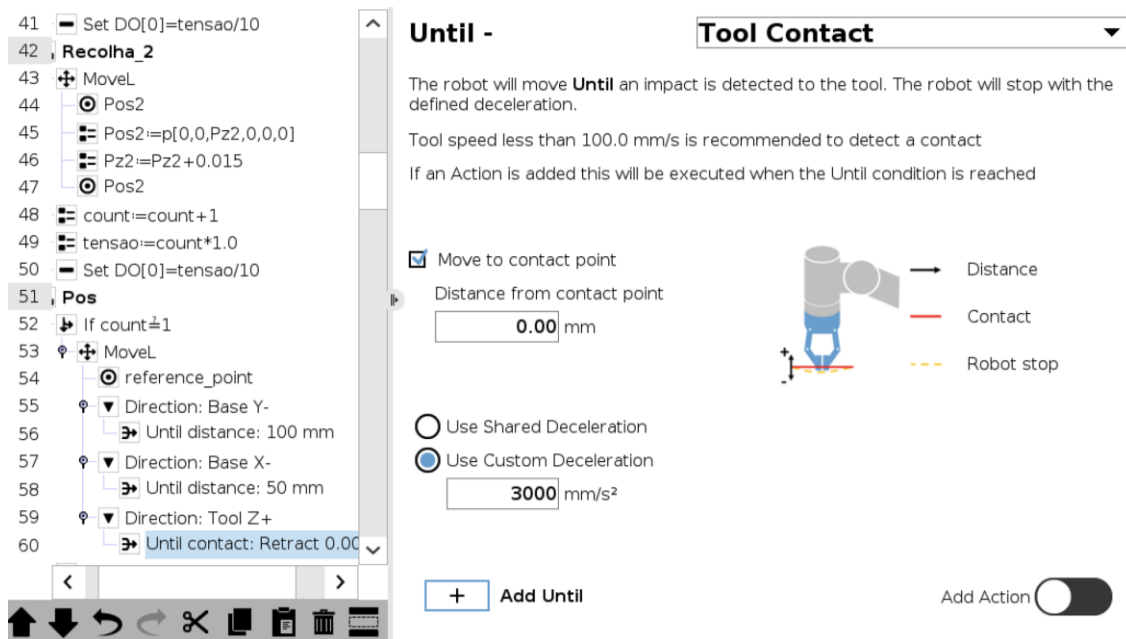 41 Set DO[0]=tensao/10
42 Recolha_2
43 MoveL
44 Pos2
45 Pos2:=p[0,0,Pz2,0,0,0]
46 Pz2:=Pz2+0.015
47 Pos2
48 count:=count+1
49 tensao:=count*1.0
50 Set DO[0]=tensao/10
51 Pos
52 If count≟1
53 MoveL
54 reference_point
55 Direction: Base Y-
56 Until distance: 100 mm
57 Direction: Base X-
58 Until distance: 50 mm
59 Direction: Tool Z+
60 Until contact: Retract 0.00
Until -
Tool Contact
The robot will move Until an impact is detected to the tool. The robot will stop with the
defined deceleration.
Tool speed less than 100.0 mm/s is recommended to detect a contact
If an Action is added this will be executed when the Until condition is reached
Move to contact point
Distance from contact point
0.00 mm
+
-
Distance
Contact
Robot stop
Use Shared Deceleration
Use Custom Deceleration
3000 mm/s²
+ Add Until
Add Action